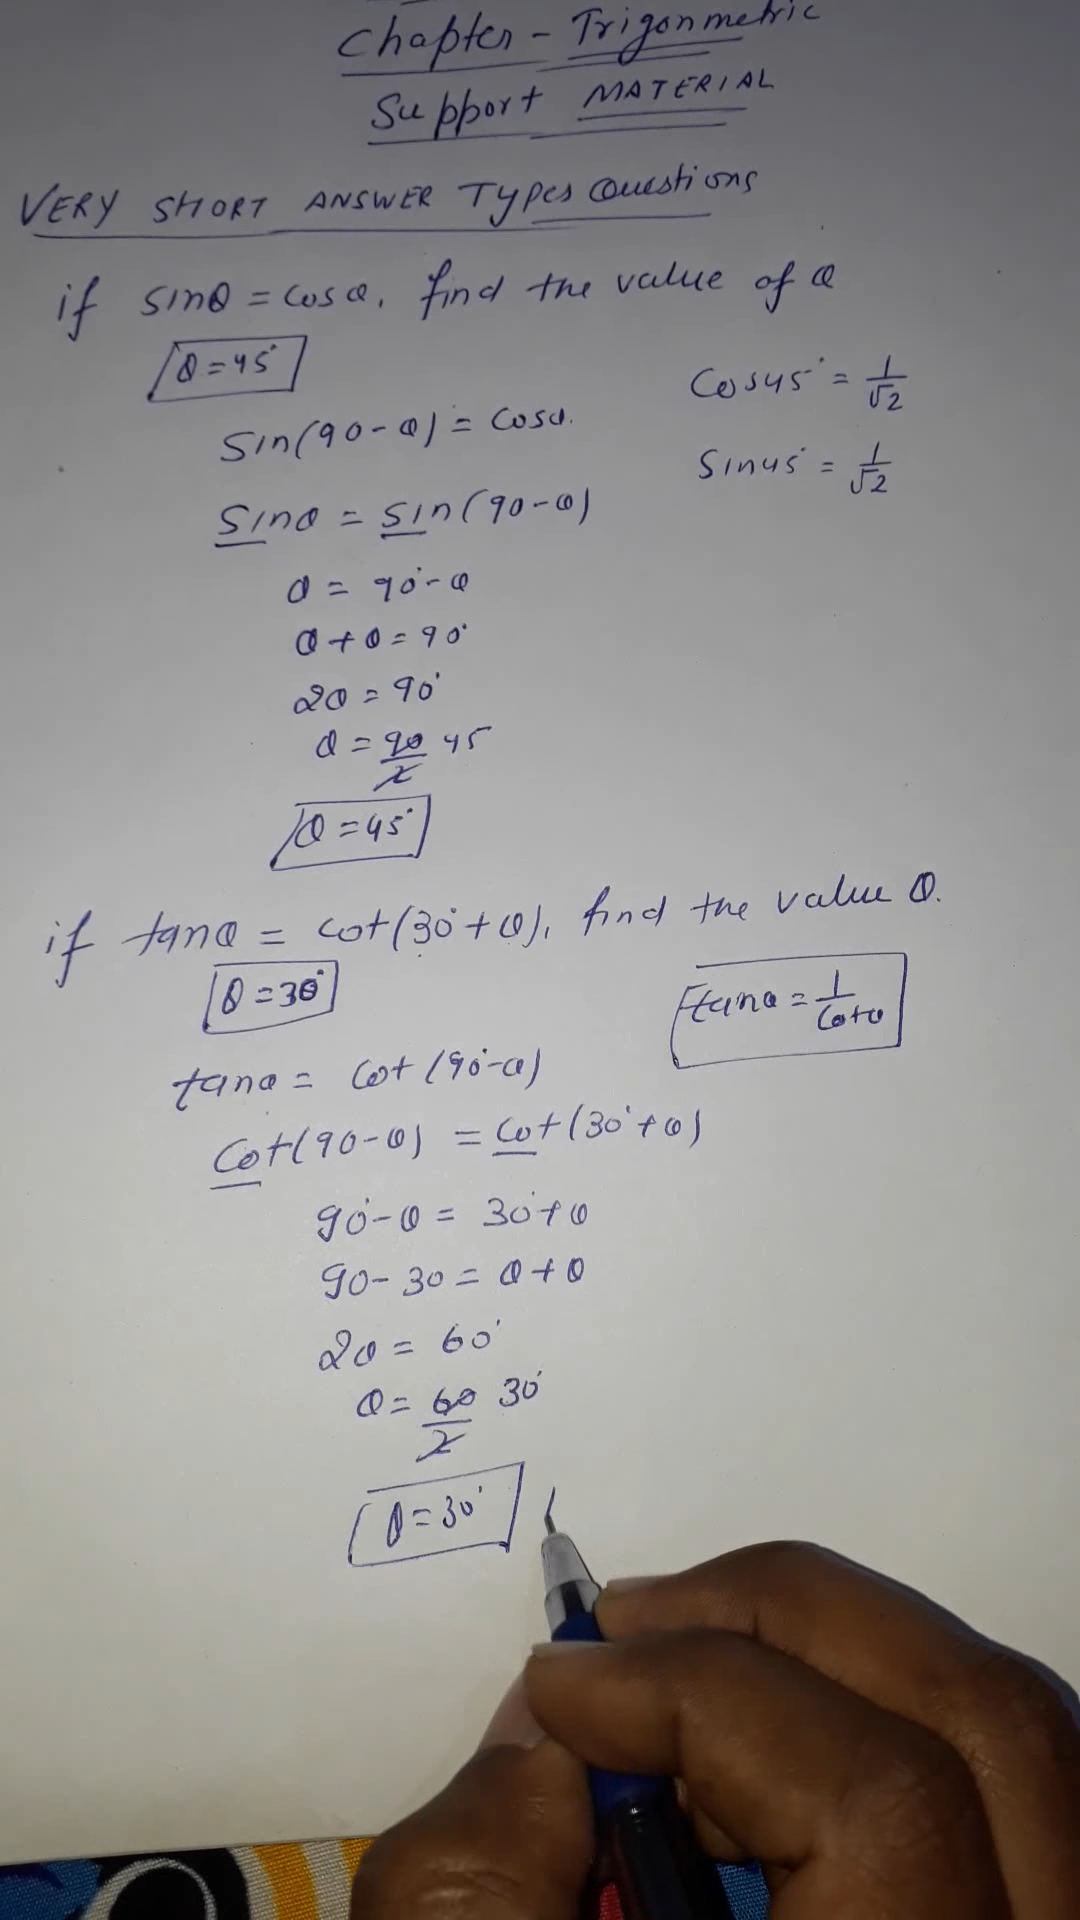 Chapter - Trigonmetric
Support MATERIAL
VERY SHORT ANSWER Types Questions
if sinθ = cosθ, find the value of θ
θ = 45°
sin(90-θ) = cosθ.
cos45° = 1/√2
sinθ = sin(90-θ)
sin45° = 1/√2
θ = 90°-θ
θ+θ = 90°
2θ = 90°
θ = 90/2 45
θ = 45°
if tanθ = cot(30°+θ), find the value θ.
θ = 30°
tanθ = 1/cotθ
tanθ = cot(90°-θ)
cot(90-θ) = cot(30°+θ)
90°-θ = 30°+θ
90-30 = θ+θ
2θ = 60°
θ = 60/2 30°
θ = 30°